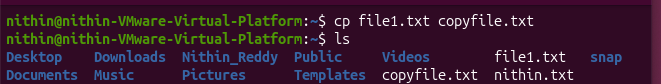 nithin@nithin-VMware-Virtual-Platform:~$ cp file1.txt copyfile.txt
nithin@nithin-VMware-Virtual-Platform:~$ ls
Desktop    Downloads  Nithin_Reddy  Public     Videos        file1.txt   snap
Documents  Music      Pictures      Templates  copyfile.txt  nithin.txt